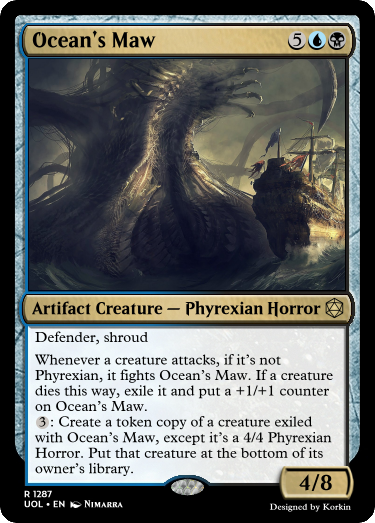 Ocean's Maw 5
Artifact Creature — Phyrexian Horror
Defender, shroud
Whenever a creature attacks, if it's not
Phyrexian, it fights Ocean's Maw. If a creature
dies this way, exile it and put a +1/+1 counter
on Ocean's Maw.
3: Create a token copy of a creature exiled
with Ocean's Maw, except it's a 4/4 Phyrexian
Horror. Put that creature at the bottom of its
owner's library.
4/8
R 1287
UOL • EN Nimarra
Designed by Korkin